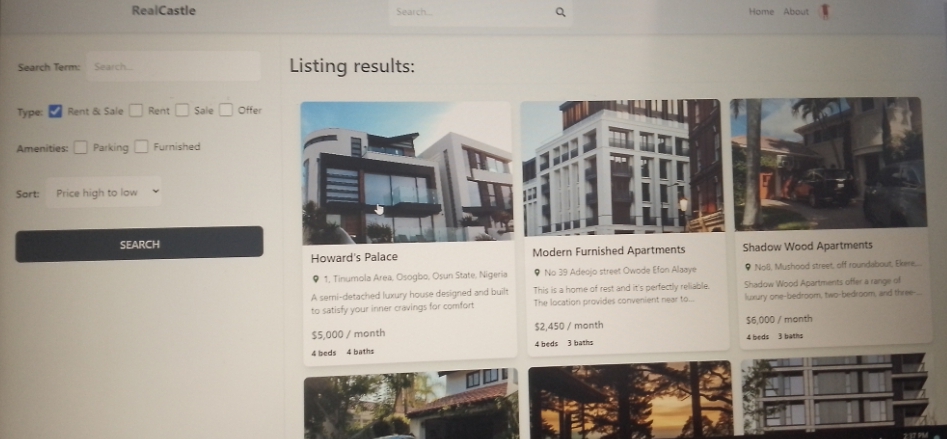 RealCastle
Search...
Home About
Search Term: Search...
Type: Rent & Sale Rent Sale Offer
Amenities: Parking Furnished
Sort: Price high to low
SEARCH
Listing results:
Howard's Palace
1, Tinumola Area, Osogbo, Osun State, Nigeria
A semi-detached luxury house designed and built
to satisfy your inner cravings for comfort
$5,000 / month
4 beds 4 baths
Modern Furnished Apartments
No 39 Adeojo street Owode Efon Alaaye
This is a home of rest and it's perfectly reliable.
The location provides convenient near to...
$2,450 / month
4 beds 3 baths
Shadow Wood Apartments
Mushood street, off roundabout,
Shadow Wood Apartments offer a range of
luxury one-bedroom, two-bedroom, and three-...
$6,000 / month
4 beds 3 baths
2:37 PM